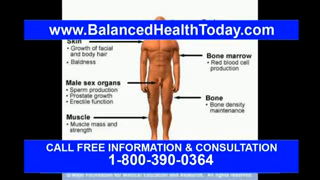 www.BalancedHealthToday.com
Skin
• Growth of facial
and body hair
• Baldness
Bone marrow
• Red blood cell
production
Male sex organs
• Sperm production
• Prostate growth
• Erectile function
Bone
• Bone density
maintenance
Muscle
• Muscle mass and
strength
CALL FREE INFORMATION & CONSULTATION
1-800-390-0364